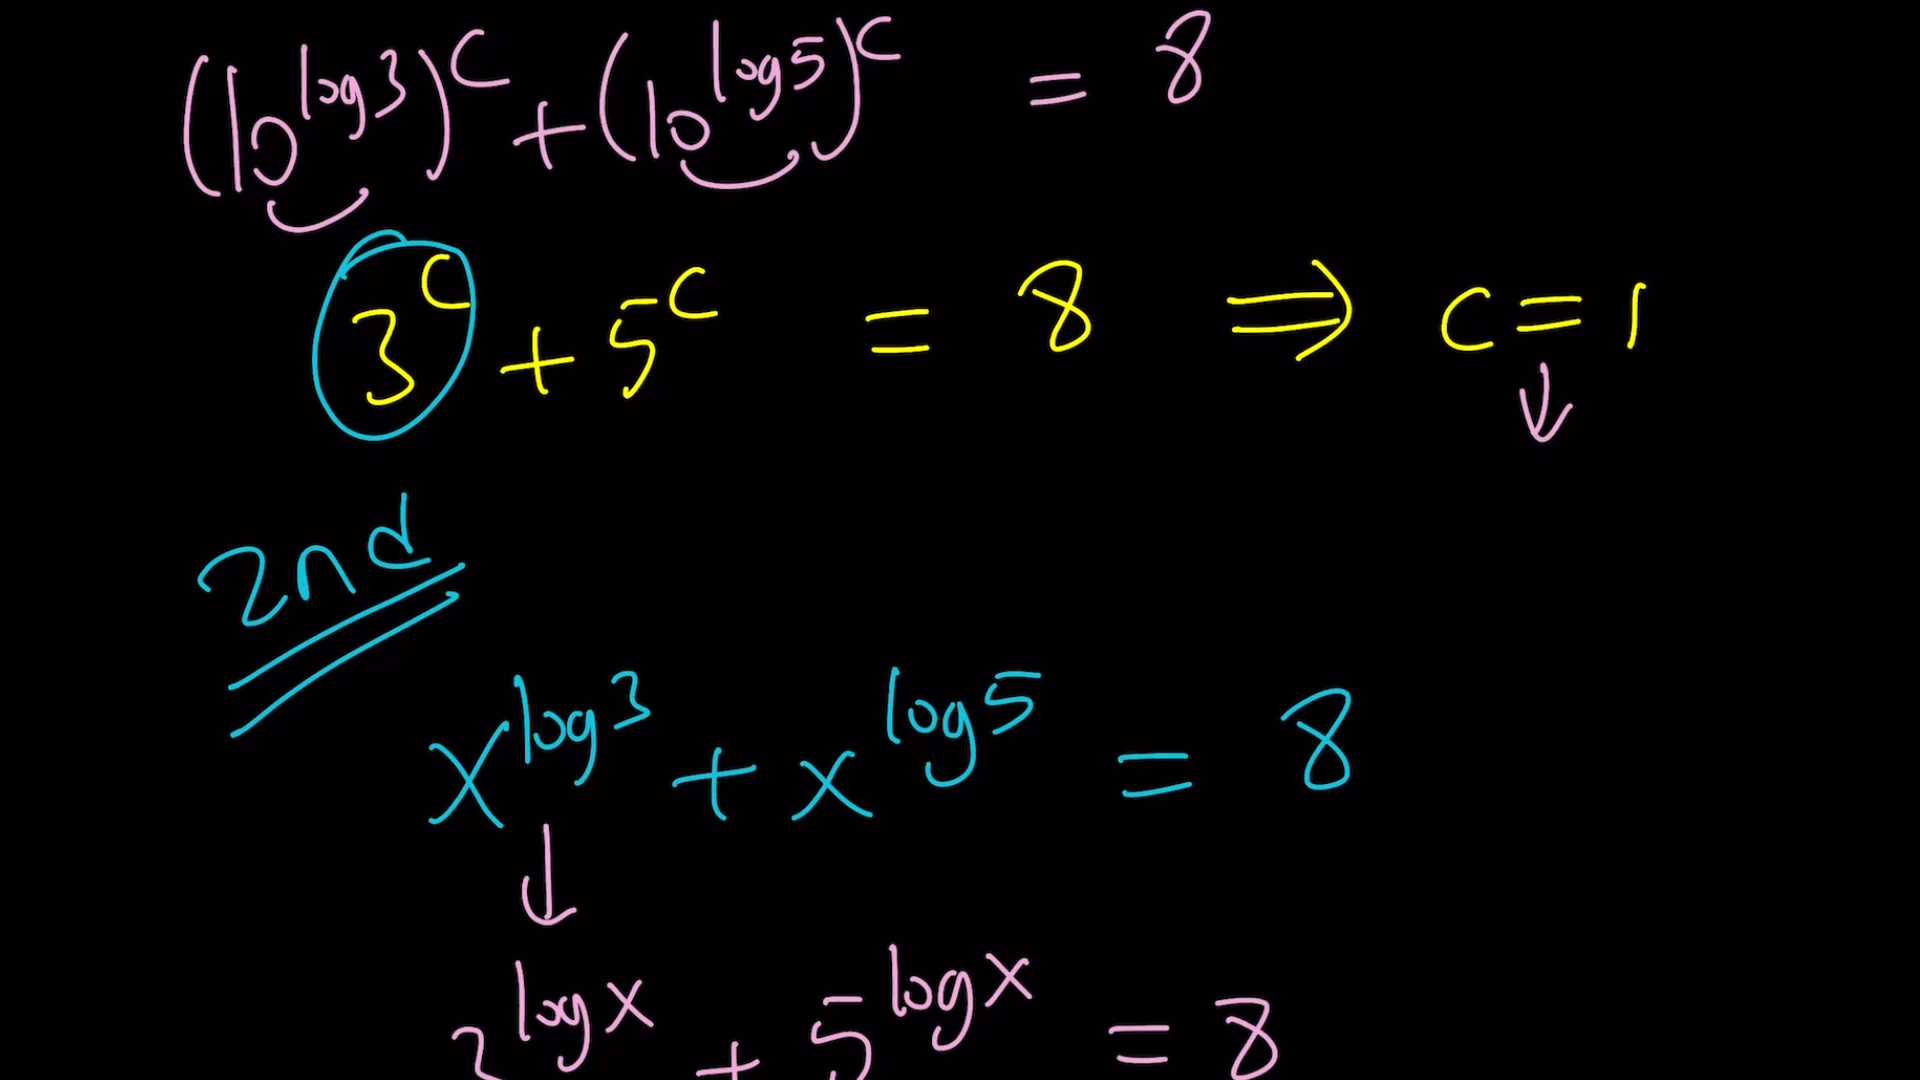 (10^log3)^c + (10^log5)^c = 8
3^c + 5^c = 8 ⇒ c = 1
↓
2nd
x^log3 + x^log5 = 8
↓
3^logx + 5^logx = 8